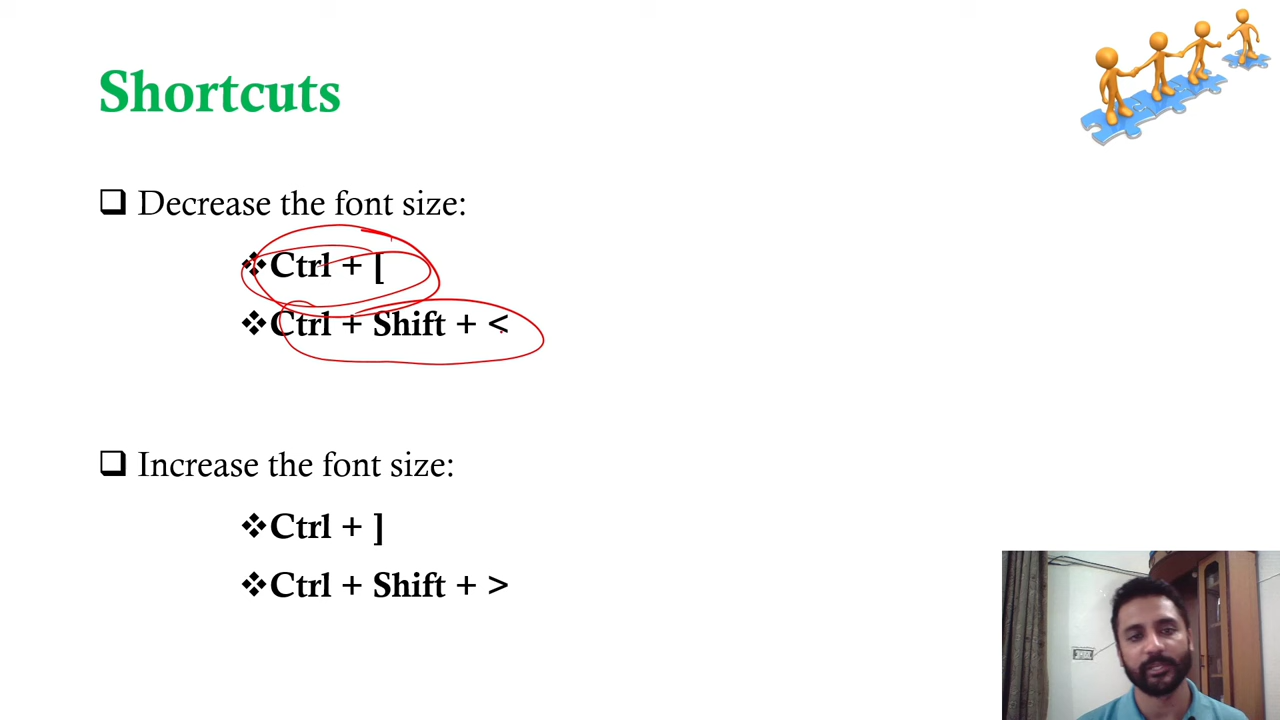 Shortcuts
❑ Decrease the font size:
❖Ctrl + [
❖Ctrl + Shift + <
❑ Increase the font size:
❖Ctrl + ]
❖Ctrl + Shift + >